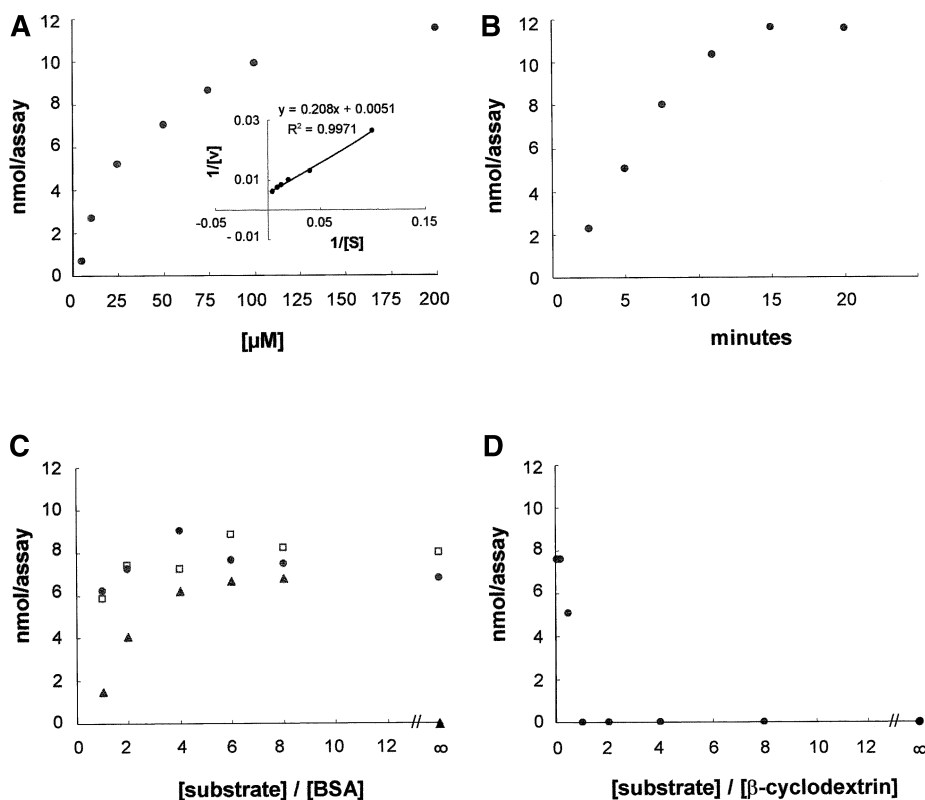 A
nmol/assay
12
10
8
6
4
2
0
0 25 50 75 100 125 150 175 200
[µM]
y = 0.208x + 0.0051
R² = 0.9971
1/[v]
0.03
0.01
- 0.01
-0.05 0.05 0.15
1/[S]
B
nmol/assay
12
10
8
6
4
2
0
0 5 10 15 20
minutes
C
nmol/assay
12
10
8
6
4
2
0
0 2 4 6 8 10 12 // ∞
[substrate] / [BSA]
D
nmol/assay
12
10
8
6
4
2
0
0 2 4 6 8 10 12 // ∞
[substrate] / [β-cyclodextrin]